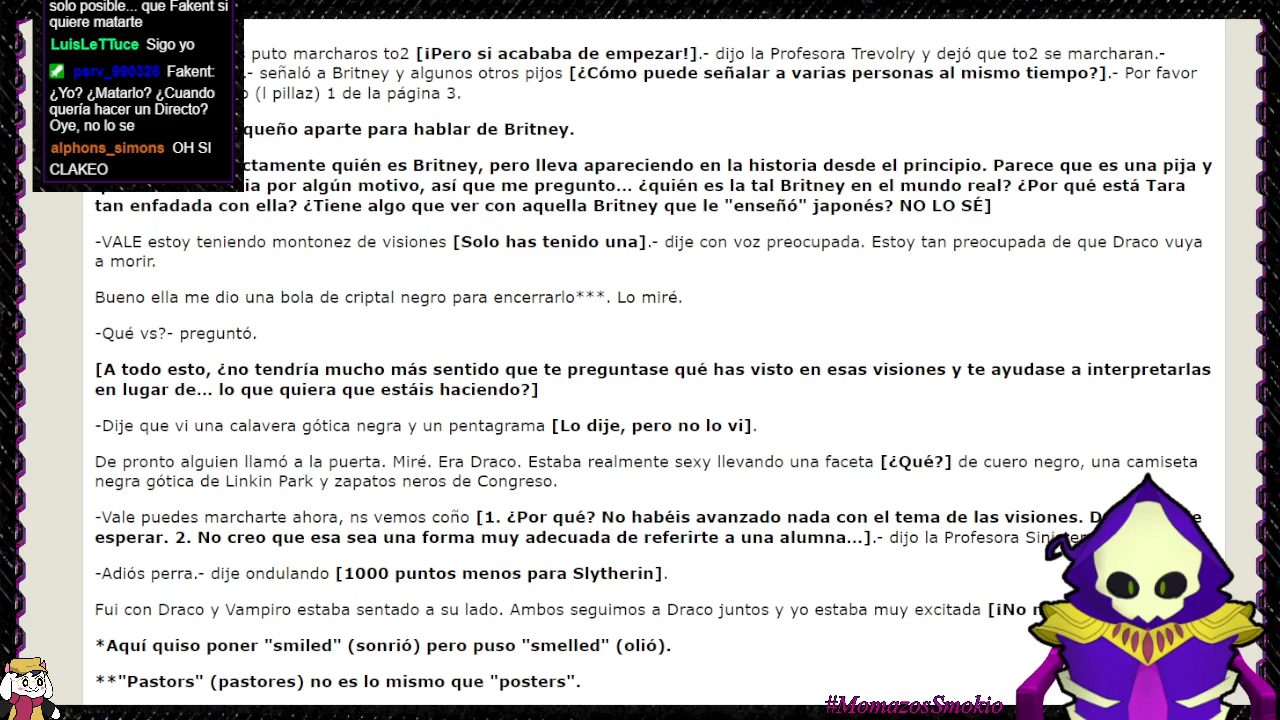 solo posible... que Fakent si
quiere matarte
LuisLeTTuce Sigo yo
psrv_990326 Fakent:
¿Yo? ¿Matarlo? ¿Cuando
quería hacer un Directo?
Oye, no lo se
alphons_simons OH SI
CLAKEO
puto marcharos to2 [¡Pero si acababa de empezar!].- dijo la Profesora Trevolry y dejó que to2 se marcharan.-
.- señaló a Britney y algunos otros pijos [¿Cómo puede señalar a varias personas al mismo tiempo?].- Por favor
o (l pillaz) 1 de la página 3.
queño aparte para hablar de Britney.
ctamente quién es Britney, pero lleva apareciendo en la historia desde el principio. Parece que es una pija y
ia por algún motivo, así que me pregunto... ¿quién es la tal Britney en el mundo real? ¿Por qué está Tara
tan enfadada con ella? ¿Tiene algo que ver con aquella Britney que le "enseñó" japonés? NO LO SÉ]
-VALE estoy teniendo montonez de visiones [Solo has tenido una].- dije con voz preocupada. Estoy tan preocupada de que Draco vuya
a morir.
Bueno ella me dio una bola de criptal negro para encerrarlo***. Lo miré.
-Qué vs?- preguntó.
[A todo esto, ¿no tendría mucho más sentido que te preguntase qué has visto en esas visiones y te ayudase a interpretarlas
en lugar de... lo que quiera que estáis haciendo?]
-Dije que vi una calavera gótica negra y un pentagrama [Lo dije, pero no lo vi].
De pronto alguien llamó a la puerta. Miré. Era Draco. Estaba realmente sexy llevando una faceta [¿Qué?] de cuero negro, una camiseta
negra gótica de Linkin Park y zapatos neros de Congreso.
-Vale puedes marcharte ahora, ns vemos coño [1. ¿Por qué? No habéis avanzado nada con el tema de las visiones.
esperar. 2. No creo que esa sea una forma muy adecuada de referirte a una alumna...].- dijo la Profesora
-Adiós perra.- dije ondulando [1000 puntos menos para Slytherin].
Fui con Draco y Vampiro estaba sentado a su lado. Ambos seguimos a Draco juntos y yo estaba muy excitada [¡No
*Aquí quiso poner "smiled" (sonrió) pero puso "smelled" (olió).
**"Pastors" (pastores) no es lo mismo que "posters".
#MomazosSmokio